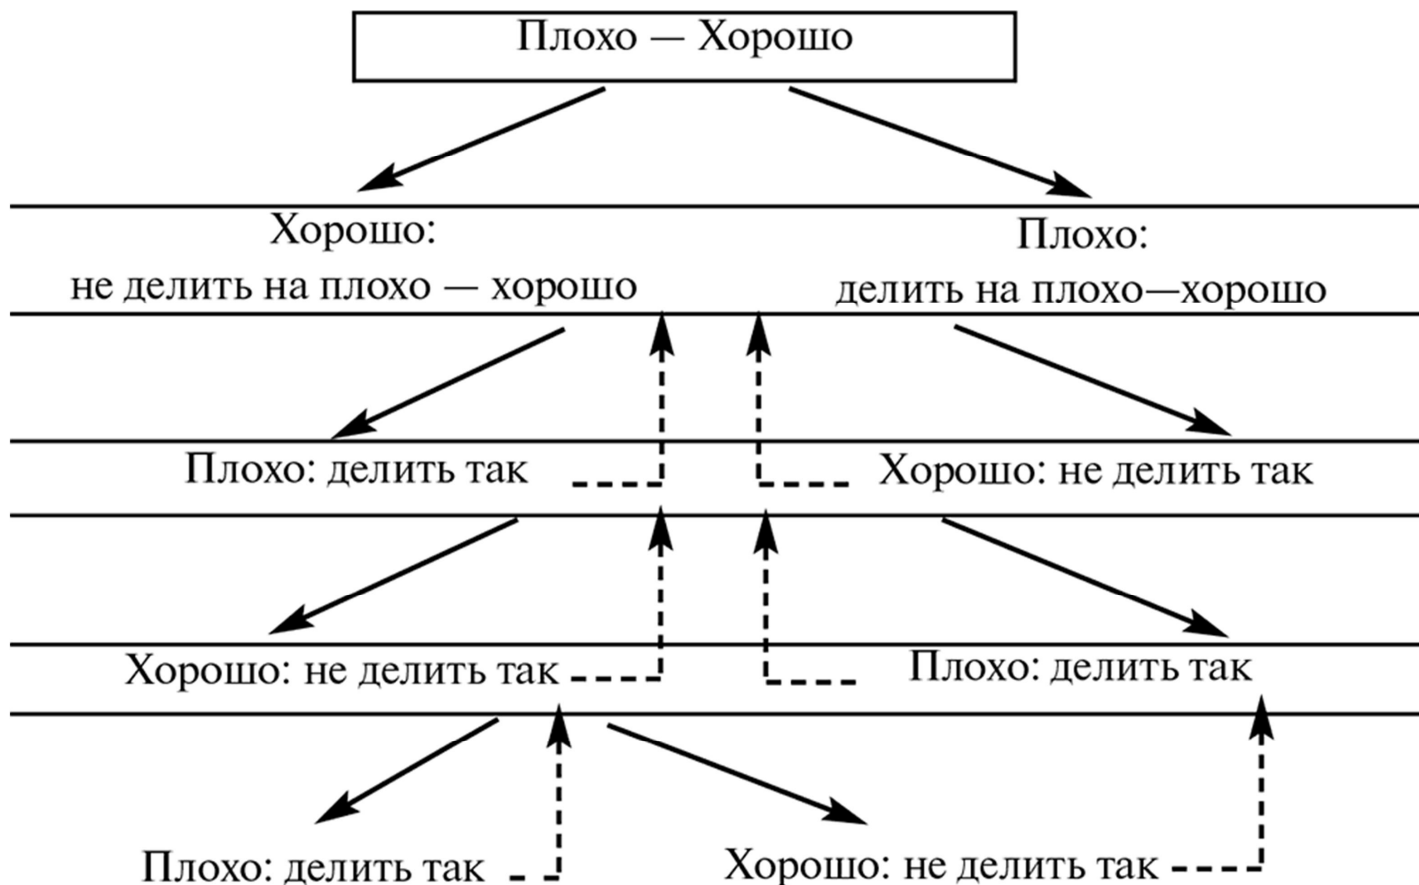 Плохо — Хорошо
Хорошо:
не делить на плохо — хорошо
Плохо:
делить на плохо—хорошо
Плохо: делить так
Хорошо: не делить так
Хорошо: не делить так
Плохо: делить так
Плохо: делить так
Хорошо: не делить так